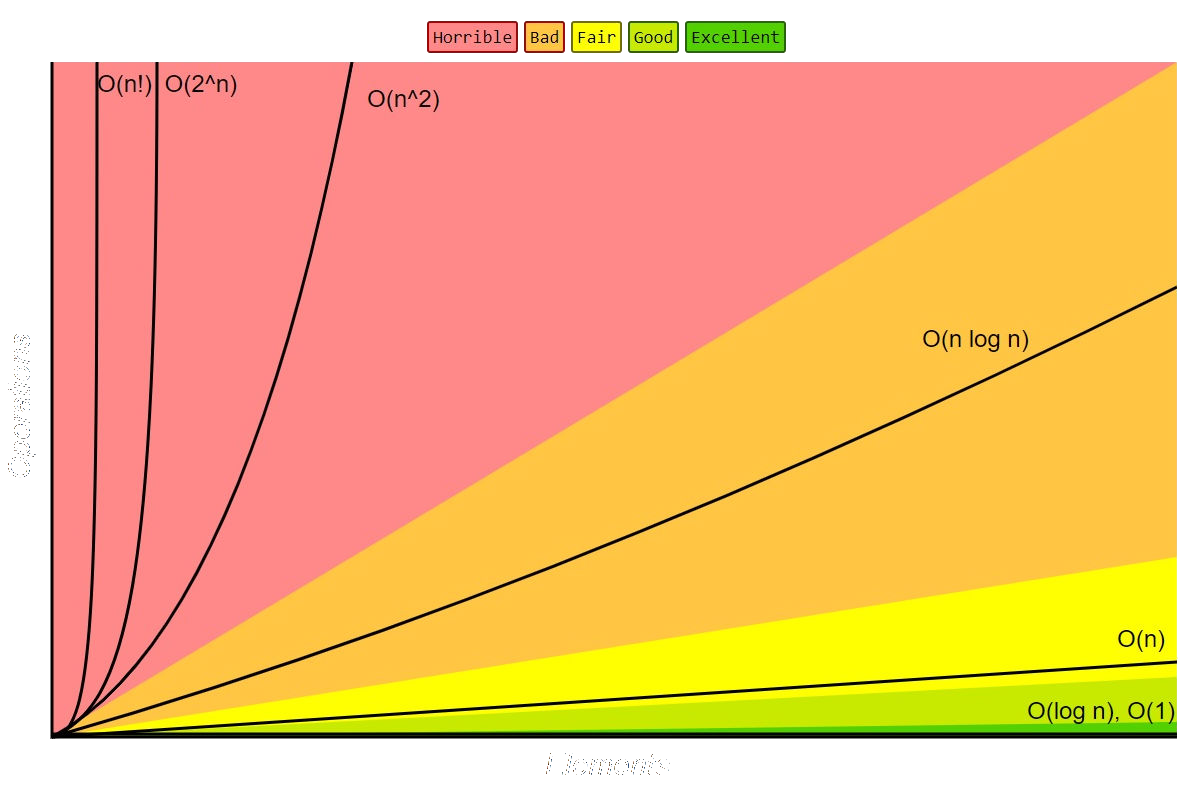 Horrible Bad Fair Good Excellent
O(n!) O(2^n)
O(n^2)
O(n log n)
Operations
O(n)
O(log n), O(1)
Elements